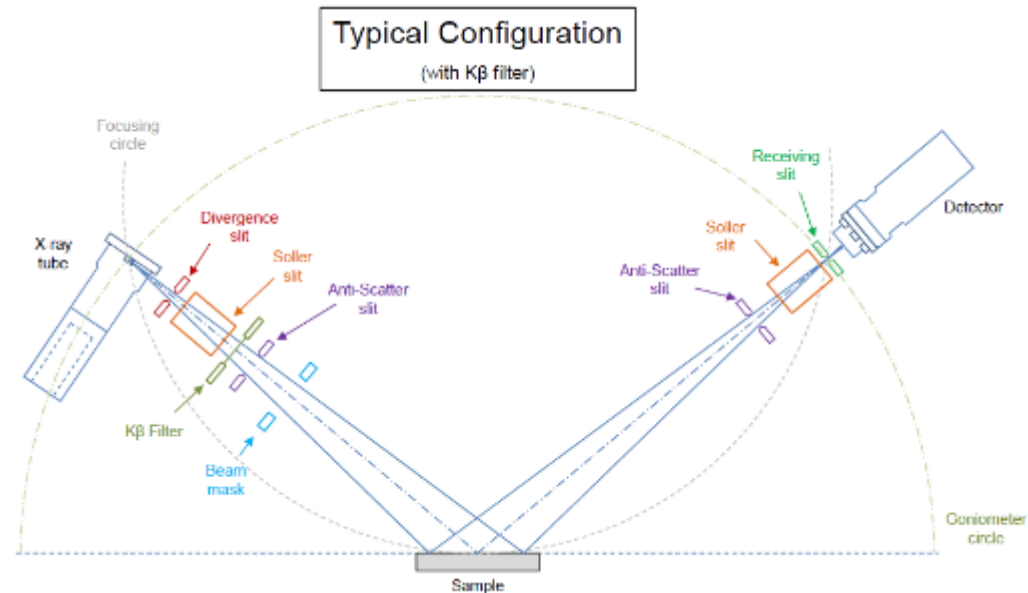 Typical Configuration
(with Kβ filter)
Focusing
circle
Receiving
slit
Divergence
slit
Detector
Soller
slit
X ray
tube
Soller
slit
Anti-Scatter
slit
Anti-Scatter
slit
Kβ Filter
Beam
mask
Goniometer
circle
Sample